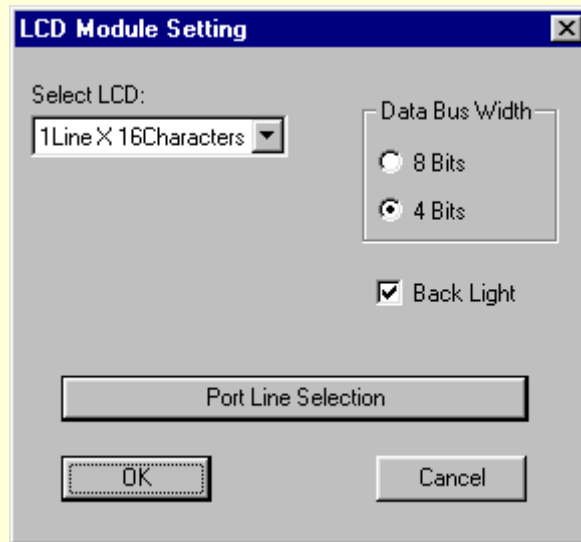 LCD Module Setting
Select LCD:
1Line X 16Characters
Data Bus Width
8 Bits
4 Bits
Back Light
Port Line Selection
OK
Cancel